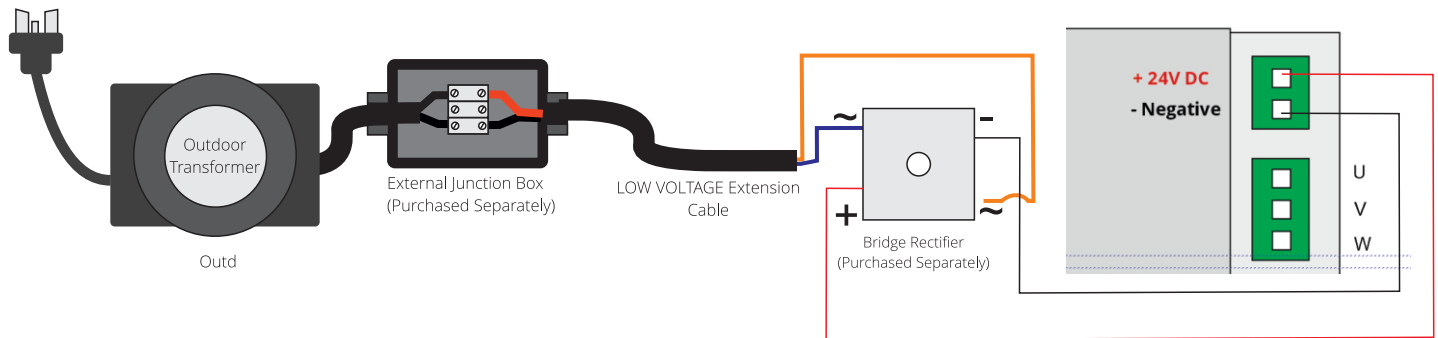 Outdoor
Transformer
Outd
External Junction Box
(Purchased Separately)
LOW VOLTAGE Extension
Cable
~
-
+
~
Bridge Rectifier
(Purchased Separately)
+ 24V DC
- Negative
U
V
W